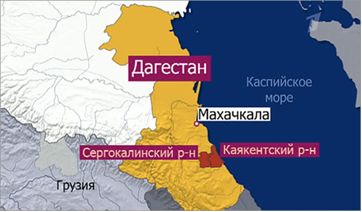 Дагестан
Каспийское
море
Махачкала
Сергокалинский р-н
Каякентский р-н
Грузия